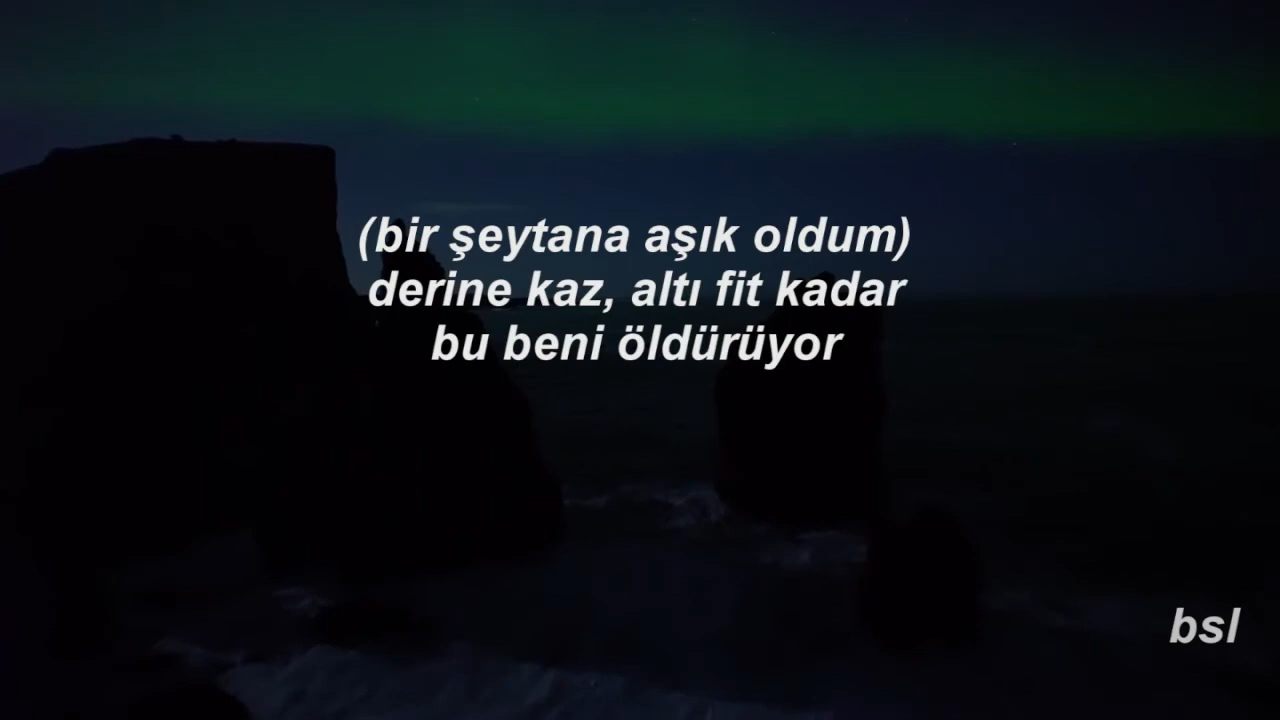 (bir şeytana aşık oldum)
derine kaz, altı fit kadar
bu beni öldürüyor
bsl